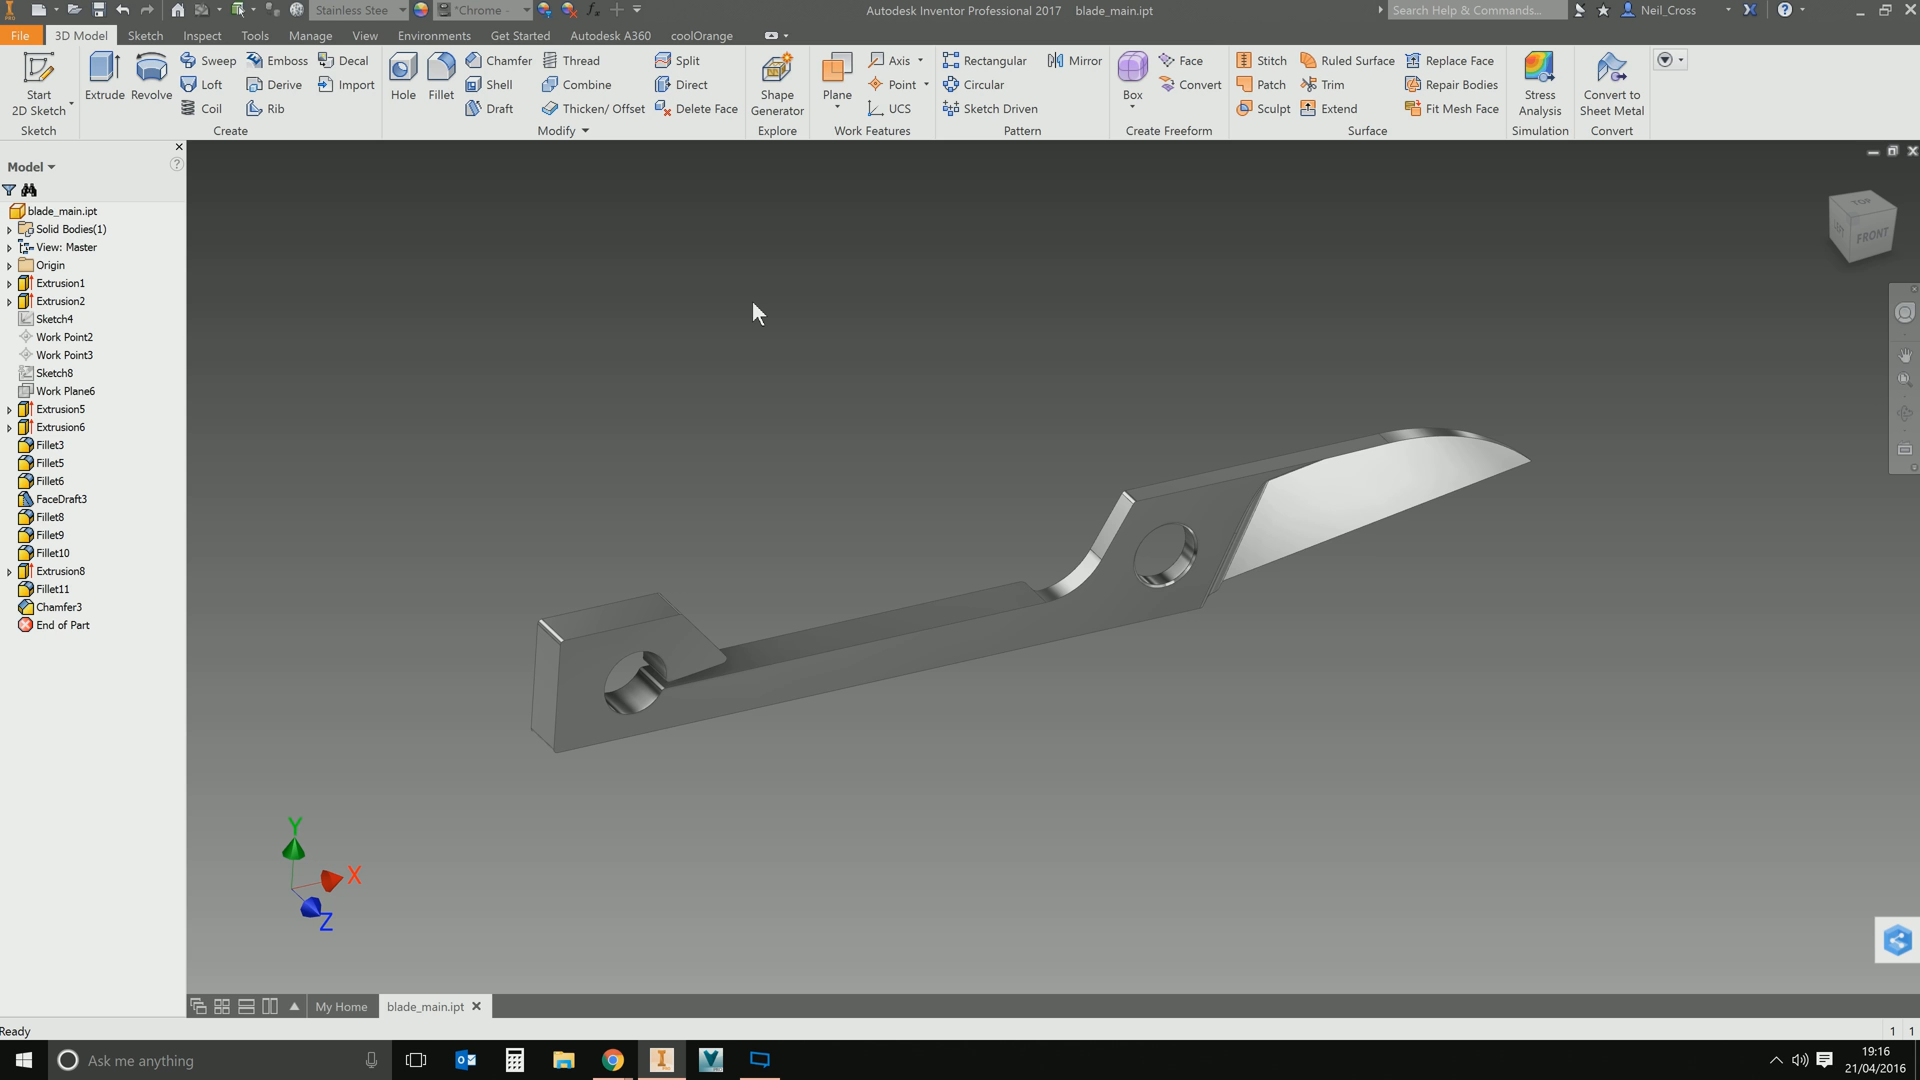 Stainless Stee
*Chrome -
Autodesk Inventor Professional 2017 blade_main.ipt
Search Help & Commands...
Neil_Cross
File 3D Model Sketch Inspect Tools Manage View Environments Get Started Autodesk A360 coolOrange
Start
2D Sketch
Sketch
Extrude Revolve
Sweep Emboss Decal
Loft Derive Import
Coil Rib
Create
Hole Fillet
Chamfer Thread Split
Shell Combine Direct
Draft Thicken/ Offset Delete Face
Modify
Shape
Generator
Explore
Plane
Axis
Point
UCS
Work Features
Rectangular Mirror
Circular
Sketch Driven
Pattern
Box
Face
Convert
Create Freeform
Stitch Ruled Surface Replace Face
Patch Trim Repair Bodies
Sculpt Extend Fit Mesh Face
Surface
Stress
Analysis
Simulation
Convert to
Sheet Metal
Convert
Model
blade_main.ipt
Solid Bodies(1)
View: Master
Origin
Extrusion1
Extrusion2
Sketch4
Work Point2
Work Point3
Sketch8
Work Plane6
Extrusion5
Extrusion6
Fillet3
Fillet5
Fillet6
FaceDraft3
Fillet8
Fillet9
Fillet10
Extrusion8
Fillet11
Chamfer3
End of Part
TOP
LEFT
FRONT
Y
X
Z
My Home blade_main.ipt
Ready
1 1
Ask me anything
19:16
21/04/2016